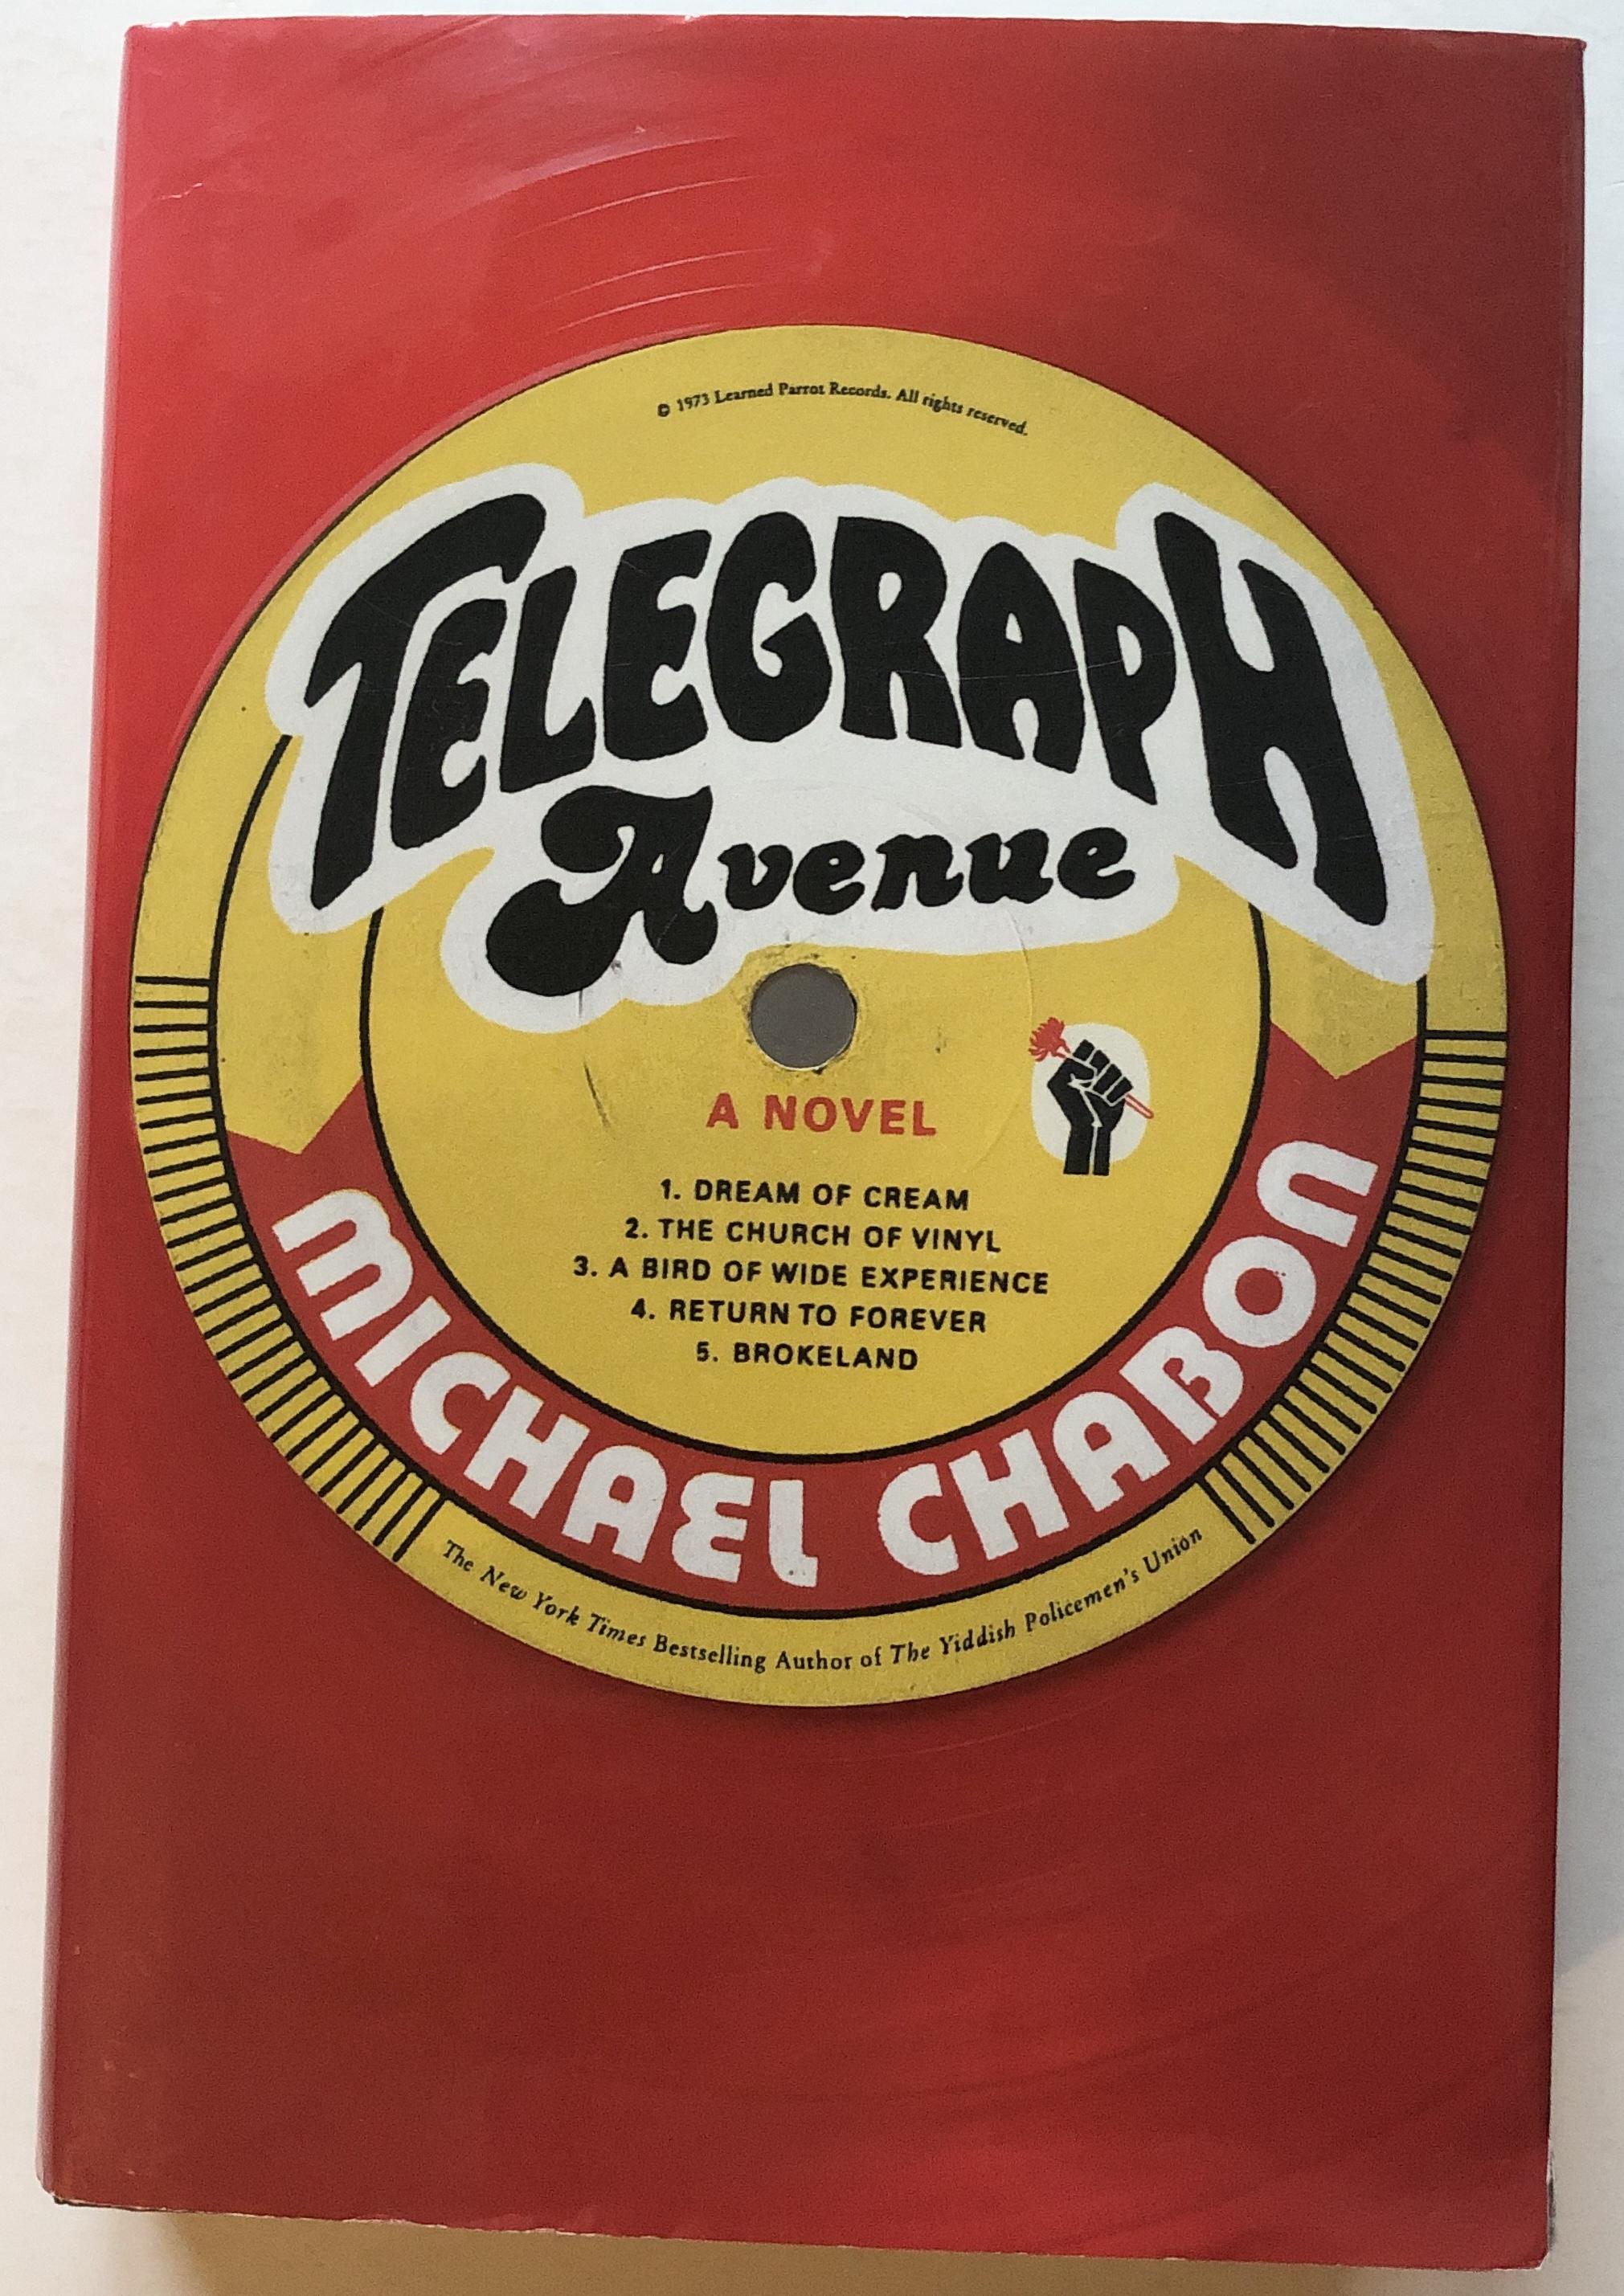 © 1973 Learned Parrot Records. All rights reserved.
TELEGRAPH
Avenue
A NOVEL
1. DREAM OF CREAM
2. THE CHURCH OF VINYL
3. A BIRD OF WIDE EXPERIENCE
4. RETURN TO FOREVER
5. BROKELAND
MICHAEL CHABON
The New York Times Bestselling Author of The Yiddish Policemen's Union